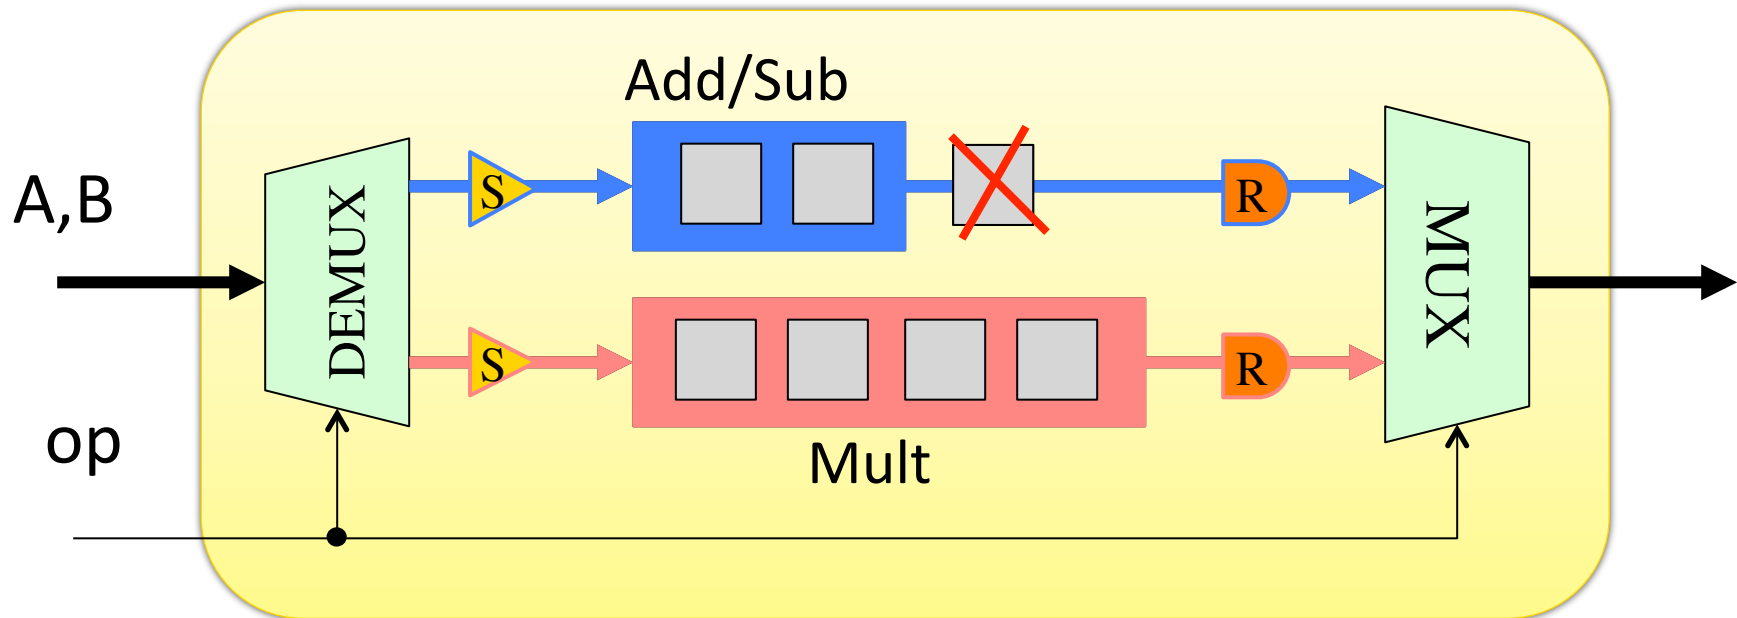 Add/Sub
A,B
DEMUX
S
R
MUX
S
R
op
Mult